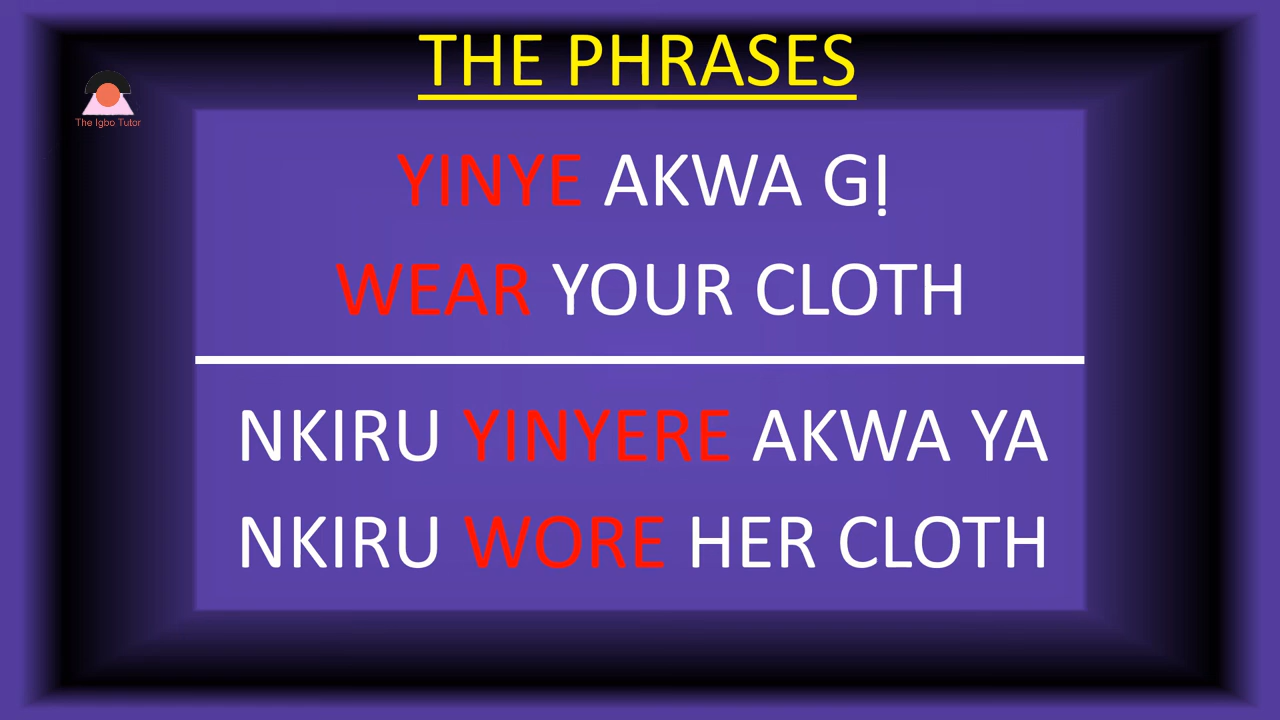 THE PHRASES
The Igbo Tutor
YINYE AKWA GỊ
WEAR YOUR CLOTH
NKIRU YINYERE AKWA YA
NKIRU WORE HER CLOTH